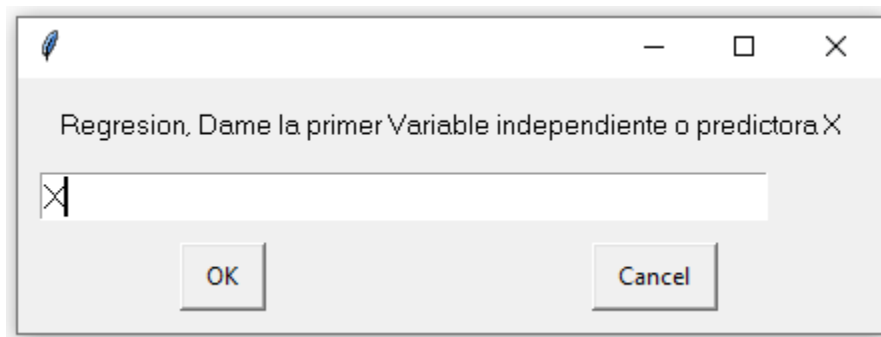 Regresion, Dame la primer Variable independiente o predictora X
X
OK Cancel